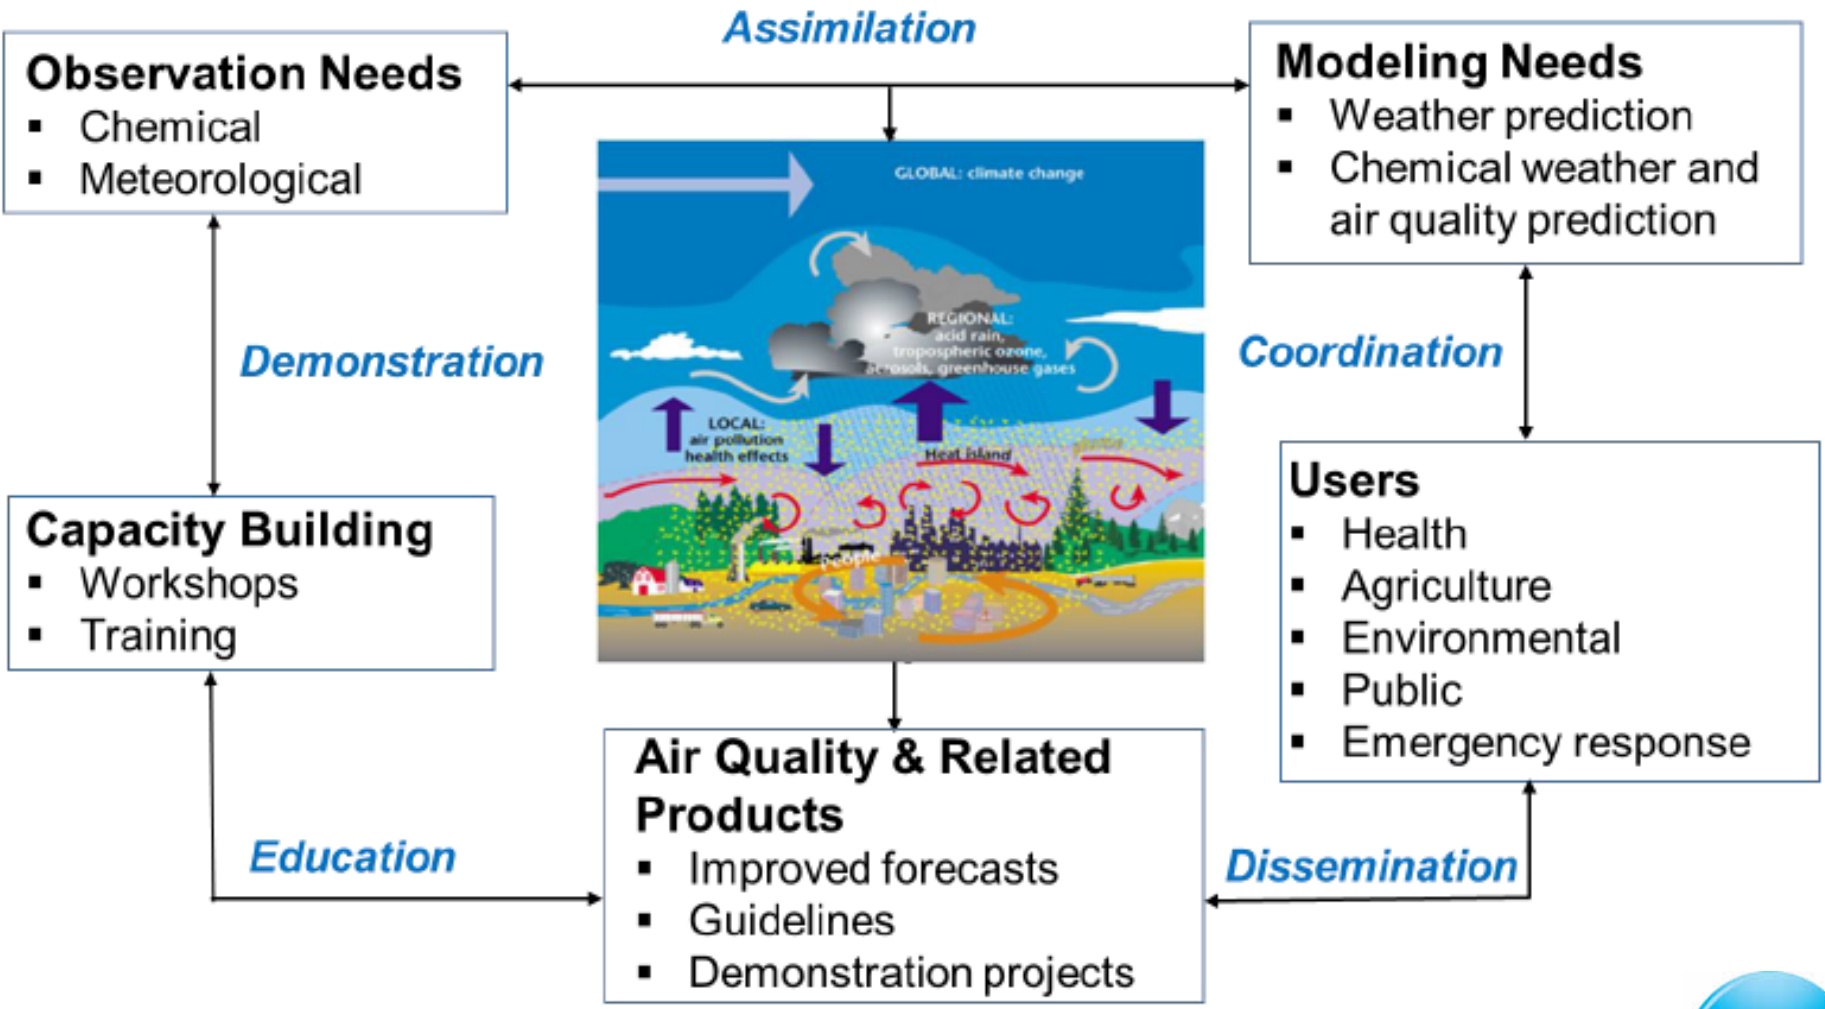 Assimilation
Observation Needs
▪ Chemical
▪ Meteorological
Modeling Needs
▪ Weather prediction
▪ Chemical weather and
air quality prediction
GLOBAL: climate change
REGIONAL:
acid rain,
tropospheric ozone,
aerosols, greenhouse gases
LOCAL:
air pollution
health effects
Heat island
plume
People
Demonstration
Coordination
Capacity Building
▪ Workshops
▪ Training
Users
▪ Health
▪ Agriculture
▪ Environmental
▪ Public
▪ Emergency response
Education
Air Quality & Related
Products
▪ Improved forecasts
▪ Guidelines
▪ Demonstration projects
Dissemination